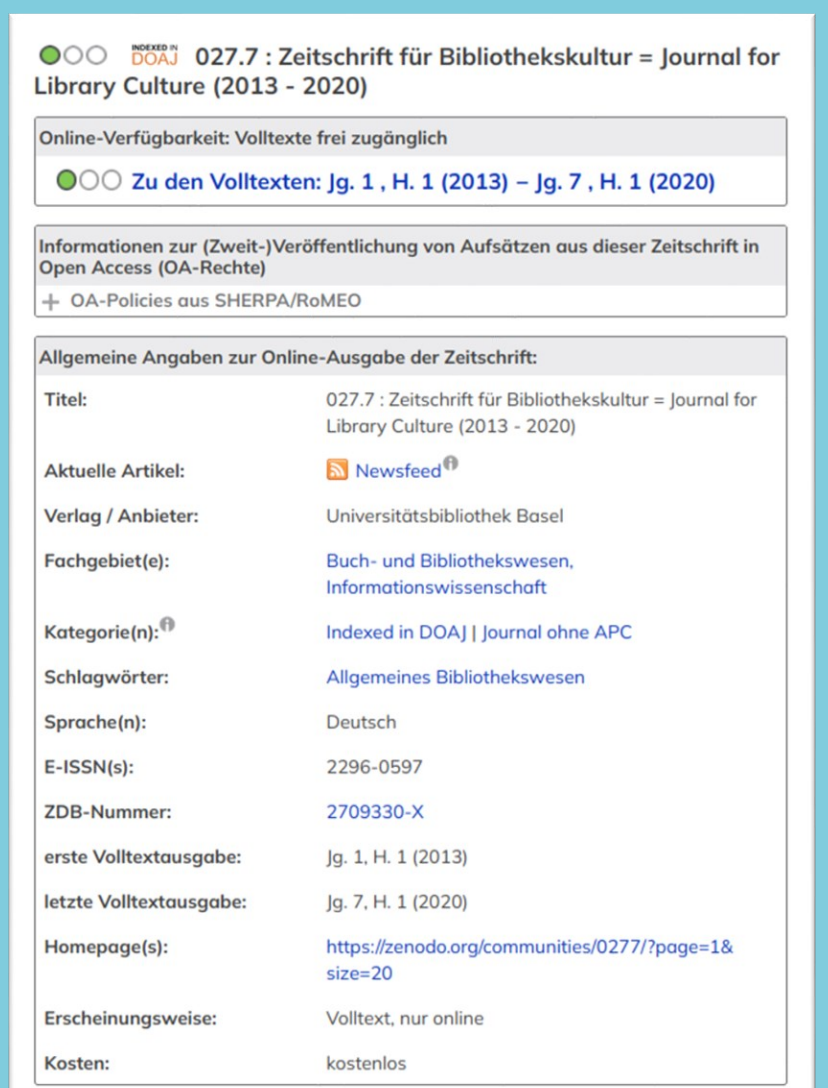 INDEXED IN DOAJ 027.7 : Zeitschrift für Bibliothekskultur = Journal for
Library Culture (2013 - 2020)
Online-Verfügbarkeit: Volltexte frei zugänglich
Zu den Volltexten: Jg. 1 , H. 1 (2013) – Jg. 7 , H. 1 (2020)
Informationen zur (Zweit-)Veröffentlichung von Aufsätzen aus dieser Zeitschrift in
Open Access (OA-Rechte)
+ OA-Policies aus SHERPA/RoMEO
Allgemeine Angaben zur Online-Ausgabe der Zeitschrift:
Titel: 027.7 : Zeitschrift für Bibliothekskultur = Journal for
Library Culture (2013 - 2020)
Aktuelle Artikel: Newsfeed
Verlag / Anbieter: Universitätsbibliothek Basel
Fachgebiet(e): Buch- und Bibliothekswesen,
Informationswissenschaft
Kategorie(n): Indexed in DOAJ | Journal ohne APC
Schlagwörter: Allgemeines Bibliothekswesen
Sprache(n): Deutsch
E-ISSN(s): 2296-0597
ZDB-Nummer: 2709330-X
erste Volltextausgabe: Jg. 1, H. 1 (2013)
letzte Volltextausgabe: Jg. 7, H. 1 (2020)
Homepage(s): https://zenodo.org/communities/0277/?page=1&
size=20
Erscheinungsweise: Volltext, nur online
Kosten: kostenlos